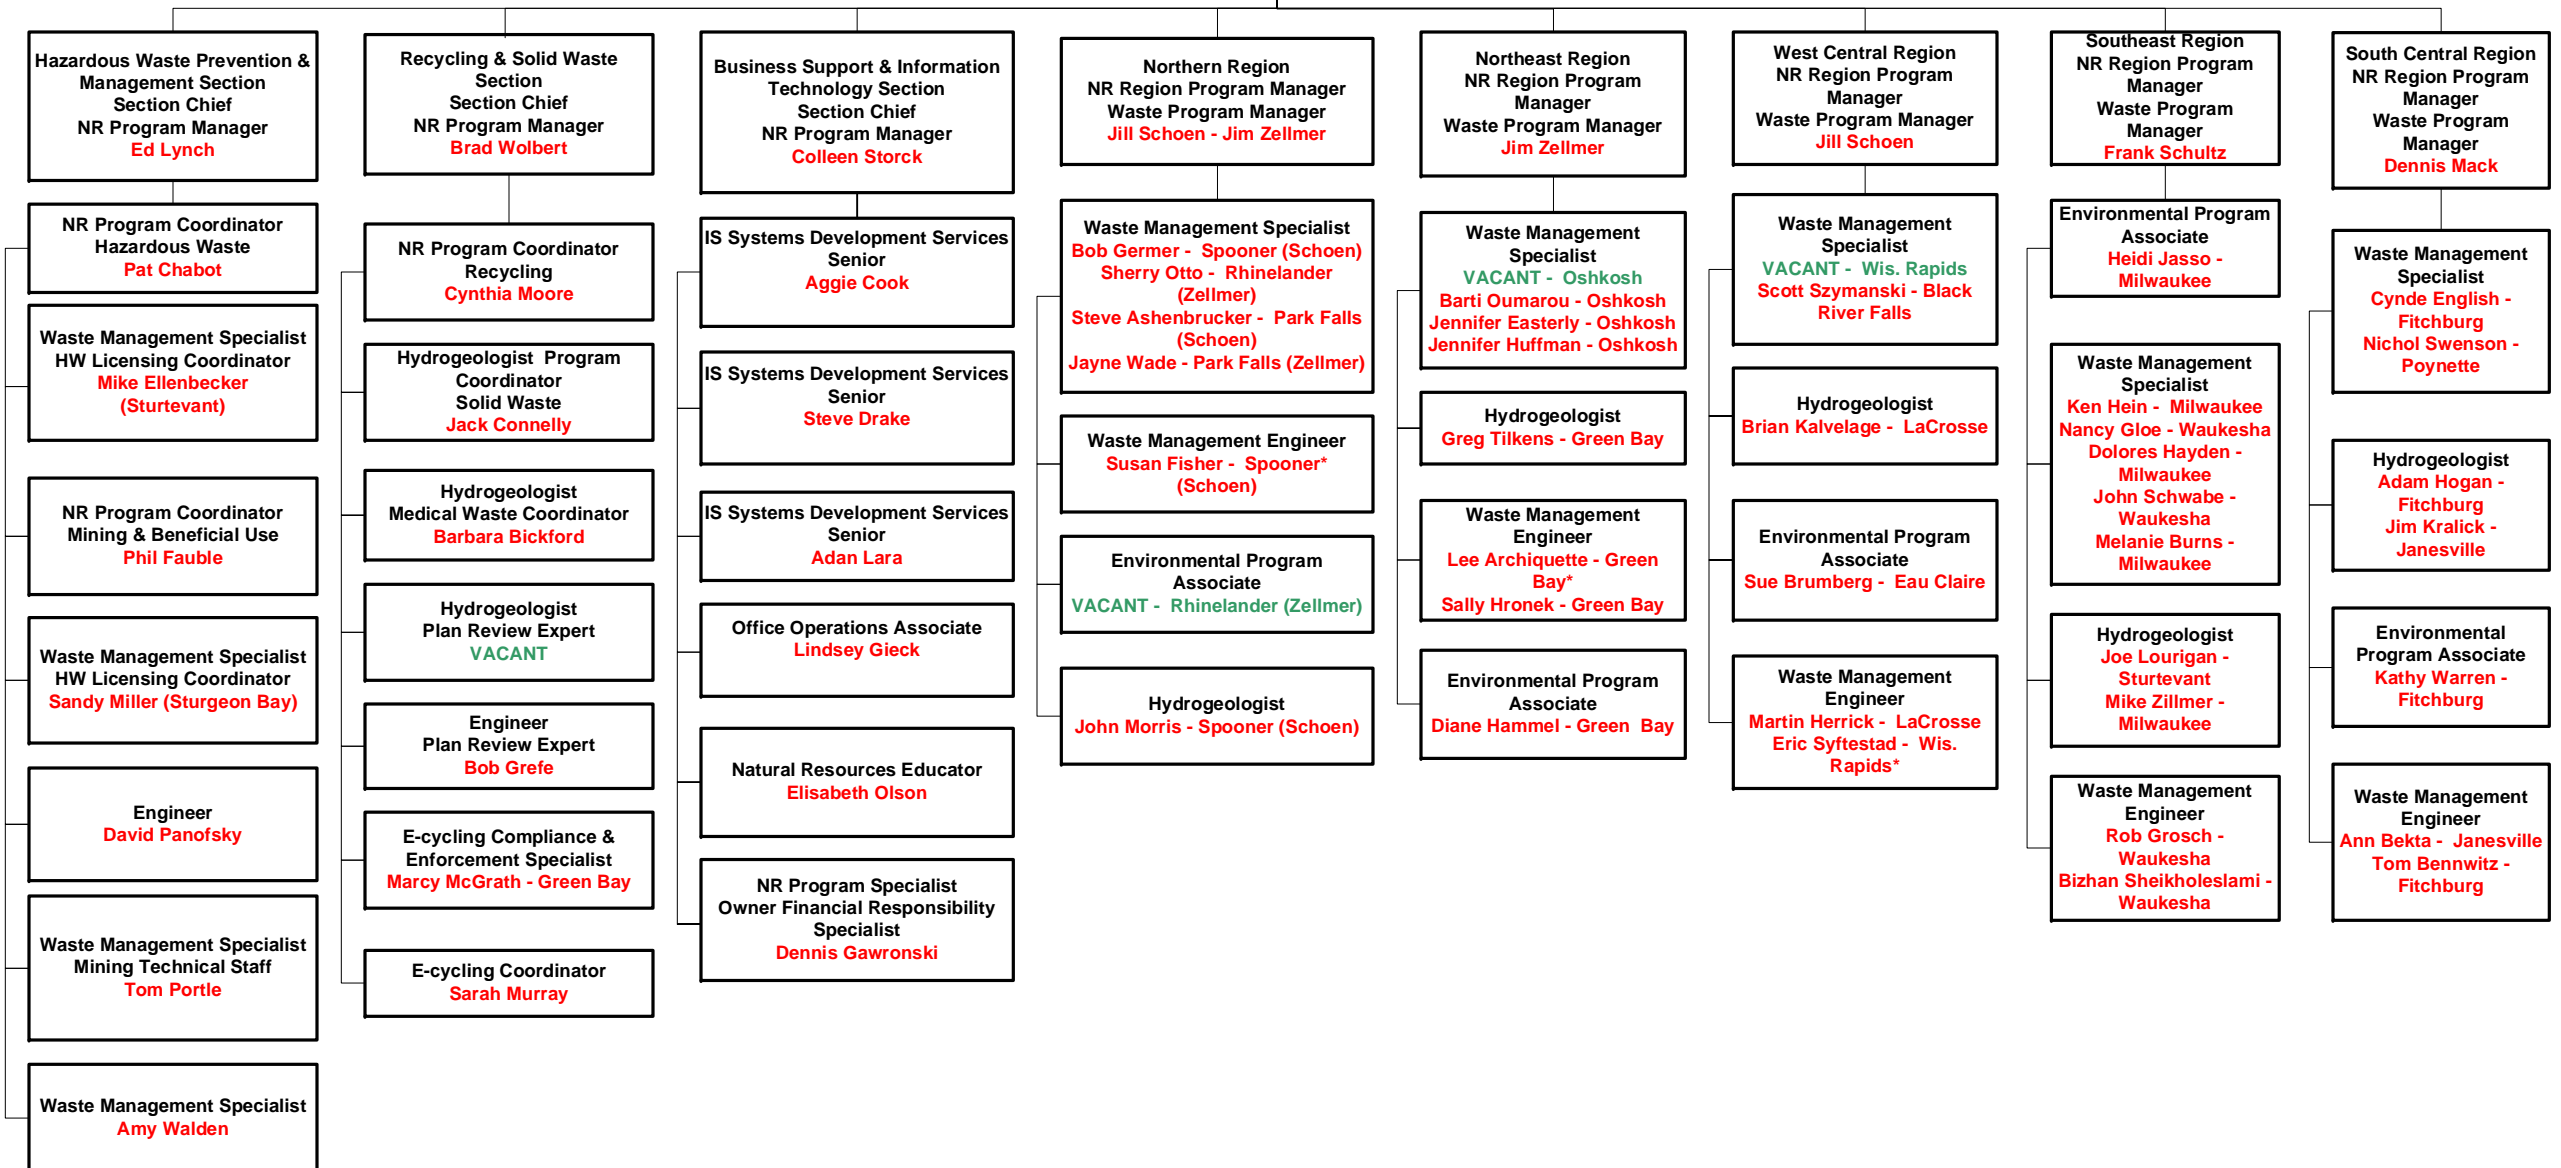 Hazardous Waste Prevention &
Management Section
Section Chief
NR Program Manager
Ed Lynch
NR Program Coordinator
Hazardous Waste
Pat Chabot
Waste Management Specialist
HW Licensing Coordinator
Mike Ellenbecker
(Sturtevant)
NR Program Coordinator
Mining & Beneficial Use
Phil Fauble
Waste Management Specialist
HW Licensing Coordinator
Sandy Miller (Sturgeon Bay)
Engineer
David Panofsky
Waste Management Specialist
Mining Technical Staff
Tom Portle
Waste Management Specialist
Amy Walden
Recycling & Solid Waste
Section
Section Chief
NR Program Manager
Brad Wolbert
NR Program Coordinator
Recycling
Cynthia Moore
Hydrogeologist Program
Coordinator
Solid Waste
Jack Connelly
Hydrogeologist
Medical Waste Coordinator
Barbara Bickford
Hydrogeologist
Plan Review Expert
VACANT
Engineer
Plan Review Expert
Bob Grefe
E-cycling Compliance &
Enforcement Specialist
Marcy McGrath - Green Bay
E-cycling Coordinator
Sarah Murray
Business Support & Information
Technology Section
Section Chief
NR Program Manager
Colleen Storck
IS Systems Development Services
Senior
Aggie Cook
IS Systems Development Services
Senior
Steve Drake
IS Systems Development Services
Senior
Adan Lara
Office Operations Associate
Lindsey Gieck
Natural Resources Educator
Elisabeth Olson
NR Program Specialist
Owner Financial Responsibility
Specialist
Dennis Gawronski
Northern Region
NR Region Program Manager
Waste Program Manager
Jill Schoen - Jim Zellmer
Waste Management Specialist
Bob Germer - Spooner (Schoen)
Sherry Otto - Rhinelander
(Zellmer)
Steve Ashenbrucker - Park Falls
(Schoen)
Jayne Wade - Park Falls (Zellmer)
Waste Management Engineer
Susan Fisher - Spooner*
(Schoen)
Environmental Program
Associate
VACANT - Rhinelander (Zellmer)
Hydrogeologist
John Morris - Spooner (Schoen)
Northeast Region
NR Region Program
Manager
Waste Program Manager
Jim Zellmer
Waste Management
Specialist
VACANT - Oshkosh
Barti Oumarou - Oshkosh
Jennifer Easterly - Oshkosh
Jennifer Huffman - Oshkosh
Hydrogeologist
Greg Tilkens - Green Bay
Waste Management
Engineer
Lee Archiquette - Green
Bay*
Sally Hronek - Green Bay
Environmental Program
Associate
Diane Hammel - Green Bay
West Central Region
NR Region Program
Manager
Waste Program Manager
Jill Schoen
Waste Management
Specialist
VACANT - Wis. Rapids
Scott Szymanski - Black
River Falls
Hydrogeologist
Brian Kalvelage - LaCrosse
Environmental Program
Associate
Sue Brumberg - Eau Claire
Waste Management
Engineer
Martin Herrick - LaCrosse
Eric Syftestad - Wis.
Rapids*
Southeast Region
NR Region Program
Manager
Waste Program
Manager
Frank Schultz
Environmental Program
Associate
Heidi Jasso -
Milwaukee
Waste Management
Specialist
Ken Hein - Milwaukee
Nancy Gloe - Waukesha
Dolores Hayden -
Milwaukee
John Schwabe -
Waukesha
Melanie Burns -
Milwaukee
Hydrogeologist
Joe Lourigan -
Sturtevant
Mike Zillmer -
Milwaukee
Waste Management
Engineer
Rob Grosch -
Waukesha
Bizhan Sheikholeslami -
Waukesha
South Central Region
NR Region Program
Manager
Waste Program
Manager
Dennis Mack
Waste Management
Specialist
Cynde English -
Fitchburg
Nichol Swenson -
Poynette
Hydrogeologist
Adam Hogan -
Fitchburg
Jim Kralick -
Janesville
Environmental
Program Associate
Kathy Warren -
Fitchburg
Waste Management
Engineer
Ann Bekta - Janesville
Tom Bennwitz -
Fitchburg